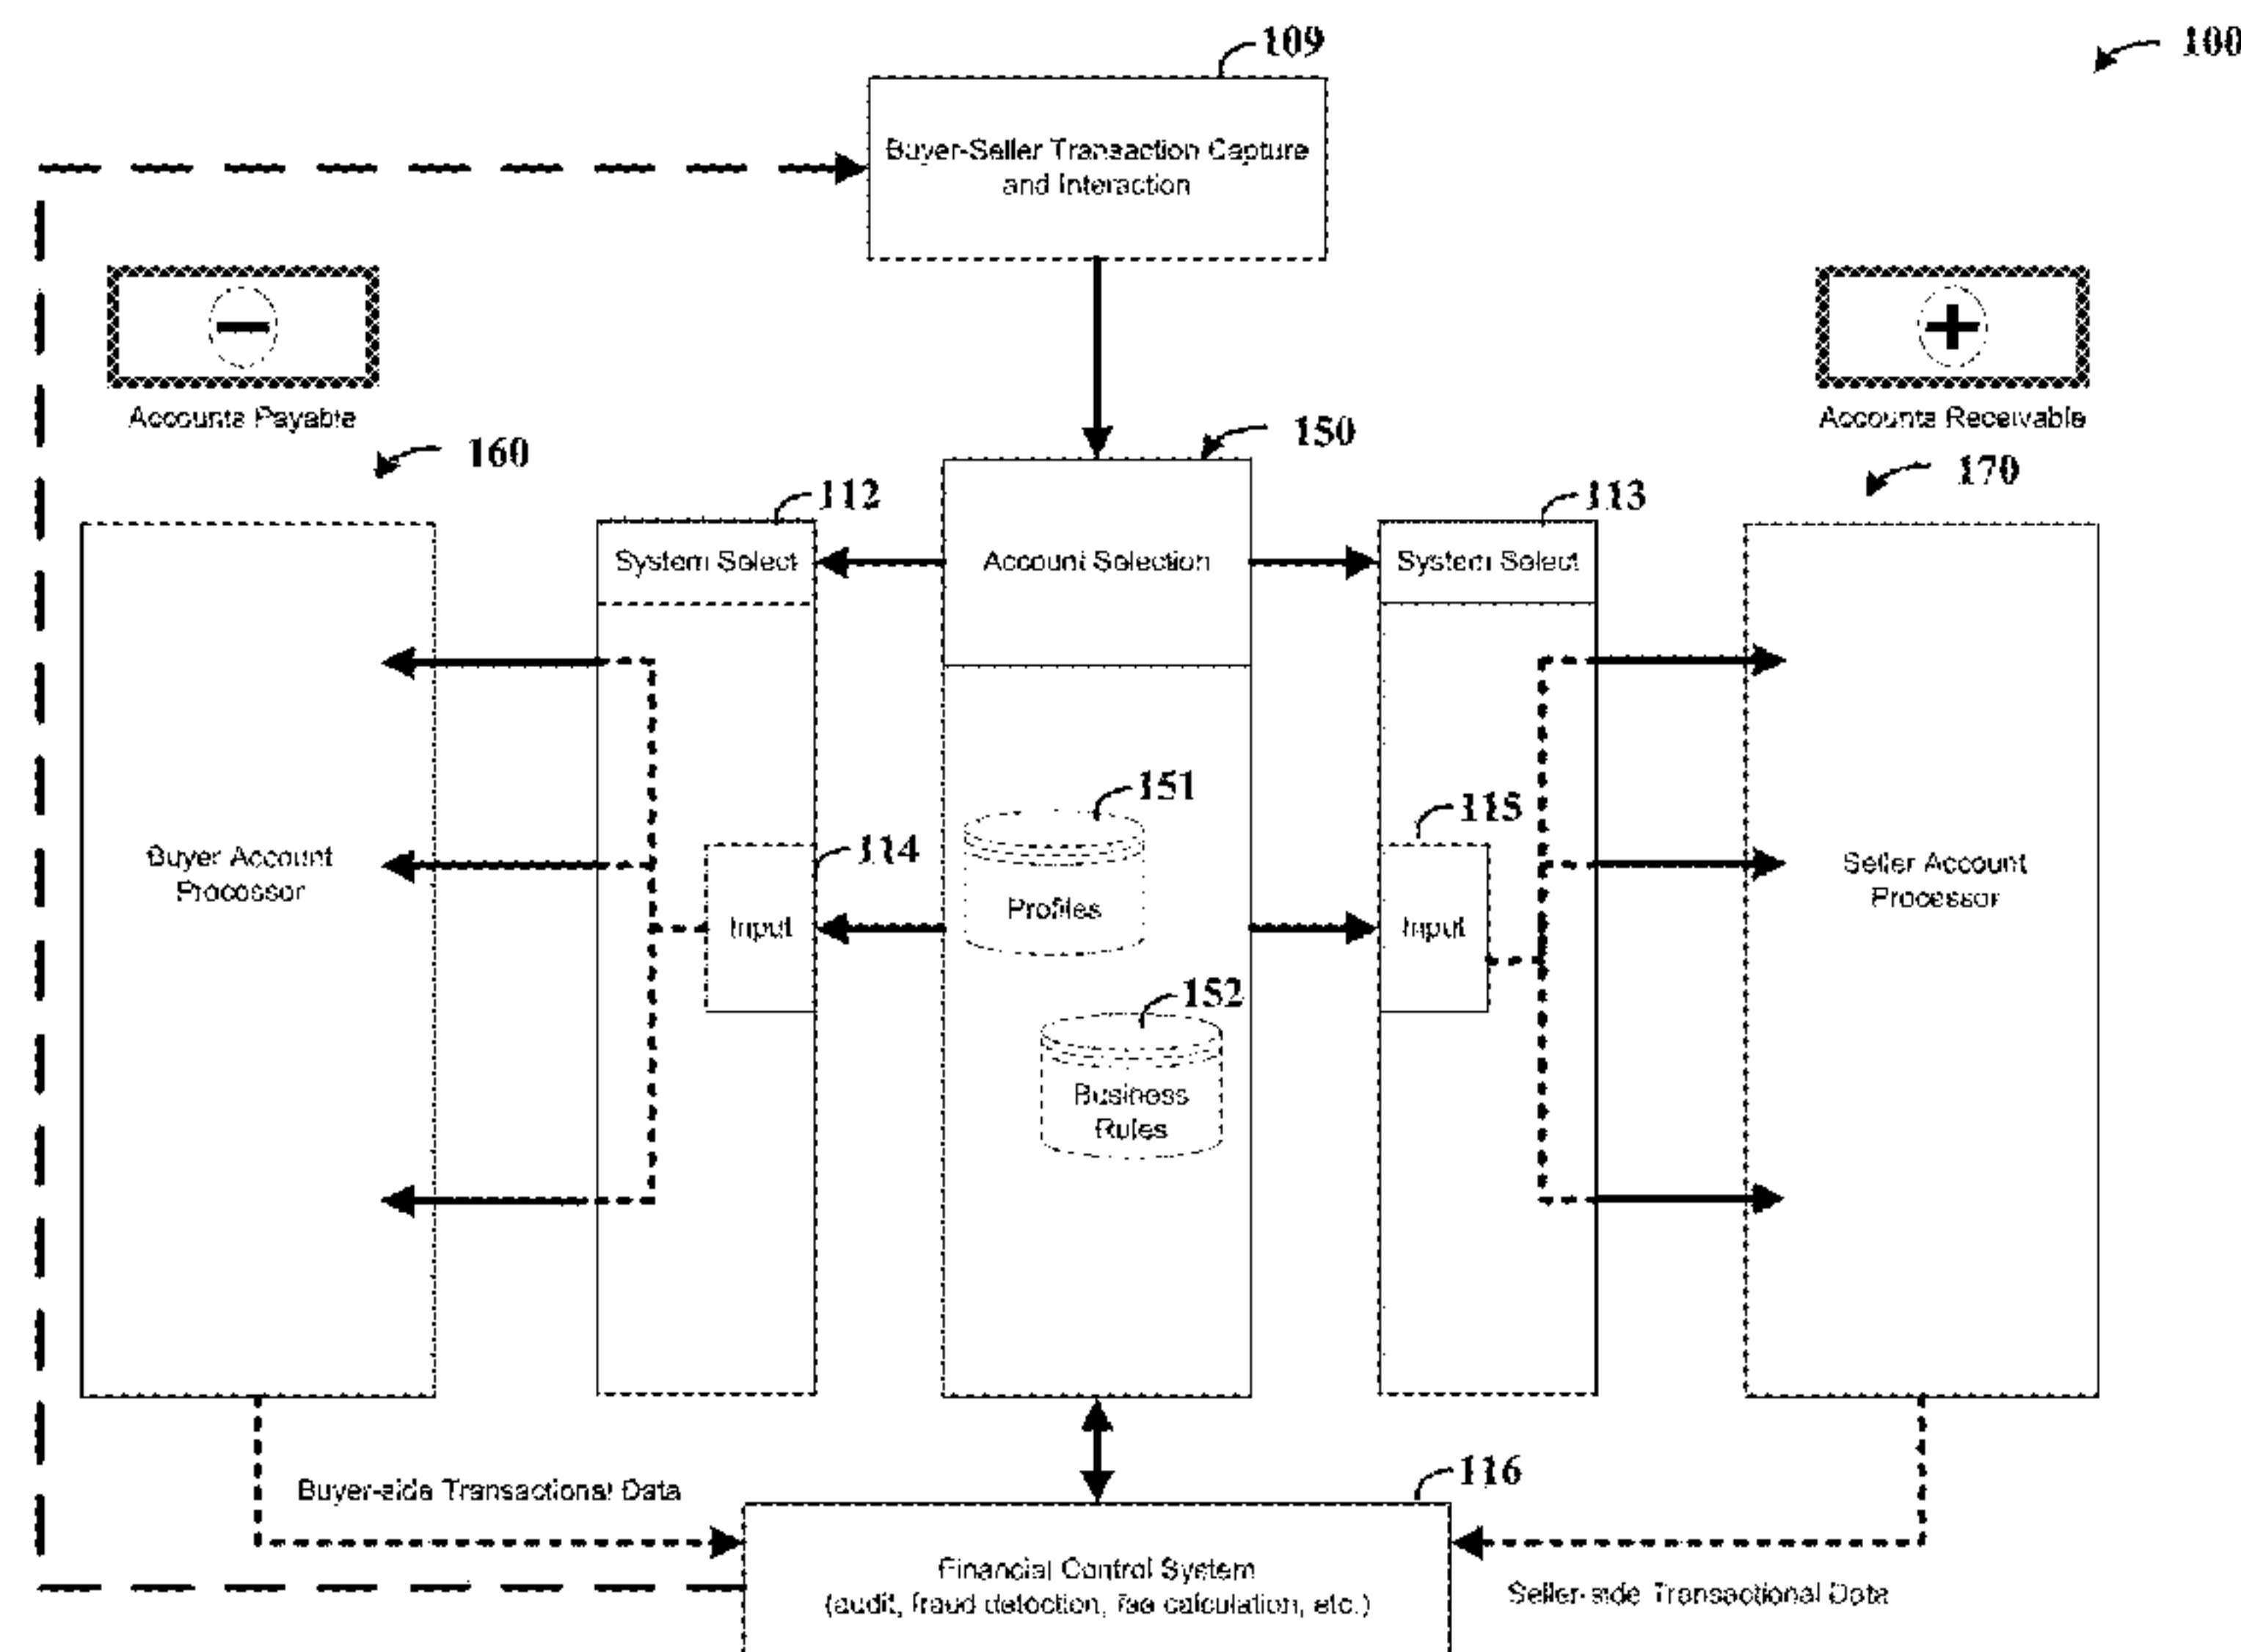 109
100
Buyer-Seller Transaction Capture
and Interaction
Accounts Payable
Accounts Receivable
150
160
170
112
113
System Select
Account Selection
System Select
151
115
114
Buyer Account
Processor
Profiles
Input
Input
Seller Account
Processor
152
Business
Rules
116
Buyer-side Transactional Data
Financial Control System
(audit, fraud detection, fee calculation, etc.)
Seller-side Transactional Data